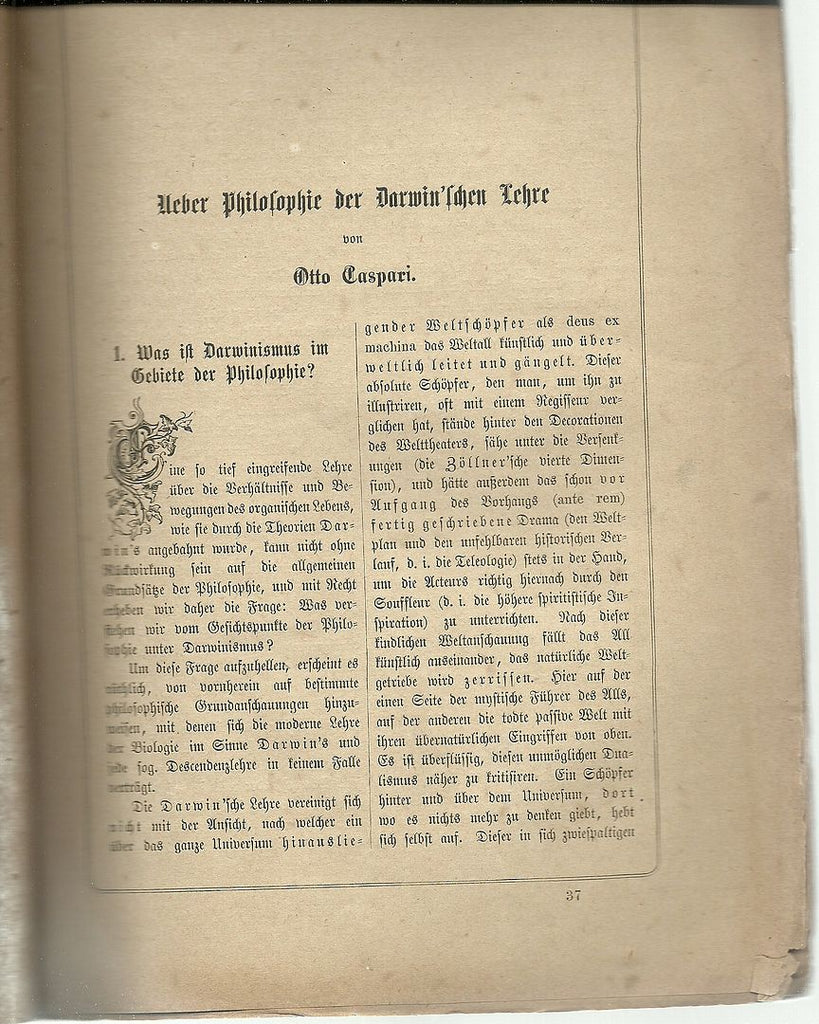 Ueber Philosophie der Darwin'schen Lehre
von
Otto Caspari.
1. Was ist Darwinismus im
Gebiete der Philosophie?
Eine so tief eingreifende Lehre
über die Verhältnisse und Be-
wegungen des organischen Lebens,
wie sie durch die Theorien Dar-
win's angebahnt wurde, kann nicht ohne
Rückwirkung sein auf die allgemeinen
Grundsätze der Philosophie, und mit Recht
erheben wir daher die Frage: Was ver-
stehen wir vom Gesichtspunkte der Philo-
sophie unter Darwinismus?
Um diese Frage aufzuhellen, erscheint es
nützlich, von vornherein auf bestimmte
philosophische Grundanschauungen hinzu-
weisen, mit denen sich die moderne Lehre
der Biologie im Sinne Darwin's und
jede sog. Descendenzlehre in keinem Falle
verträgt.
Die Darwin'sche Lehre vereinigt sich
nicht mit der Ansicht, nach welcher ein
über das ganze Universum hinauslie-
gender Weltschöpfer als deus ex
machina das Weltall künstlich und über-
weltlich leitet und gängelt. Dieser
absolute Schöpfer, den man, um ihn zu
illustriren, oft mit einem Regisseur ver-
glichen hat, stände hinter den Decorationen
des Welttheaters, sähe unter die Versenk-
ungen (die Zöllner'sche vierte Dimen-
sion), und hätte außerdem das schon vor
Aufgang des Vorhangs (ante rem)
fertig geschriebene Drama (den Welt-
plan und den unfehlbaren historischen Ver-
lauf, d. i. die Teleologie) stets in der Hand,
um die Acteurs richtig hiernach durch den
Souffleur (d. i. die höhere spiritistische In-
spiration) zu unterrichten. Nach dieser
kindlichen Weltanschauung fällt das All
künstlich auseinander, das natürliche Welt-
getriebe wird zerrissen. Hier auf der
einen Seite der mystische Führer des Alls,
auf der anderen die todte passive Welt mit
ihren übernatürlichen Eingriffen von oben.
Es ist überflüssig, diesen unmöglichen Dua-
lismus näher zu kritisiren. Ein Schöpfer
hinter und über dem Universum, dort
wo es nichts mehr zu denken giebt, hebt
sich selbst auf. Dieser in sich zwiespaltigen
37